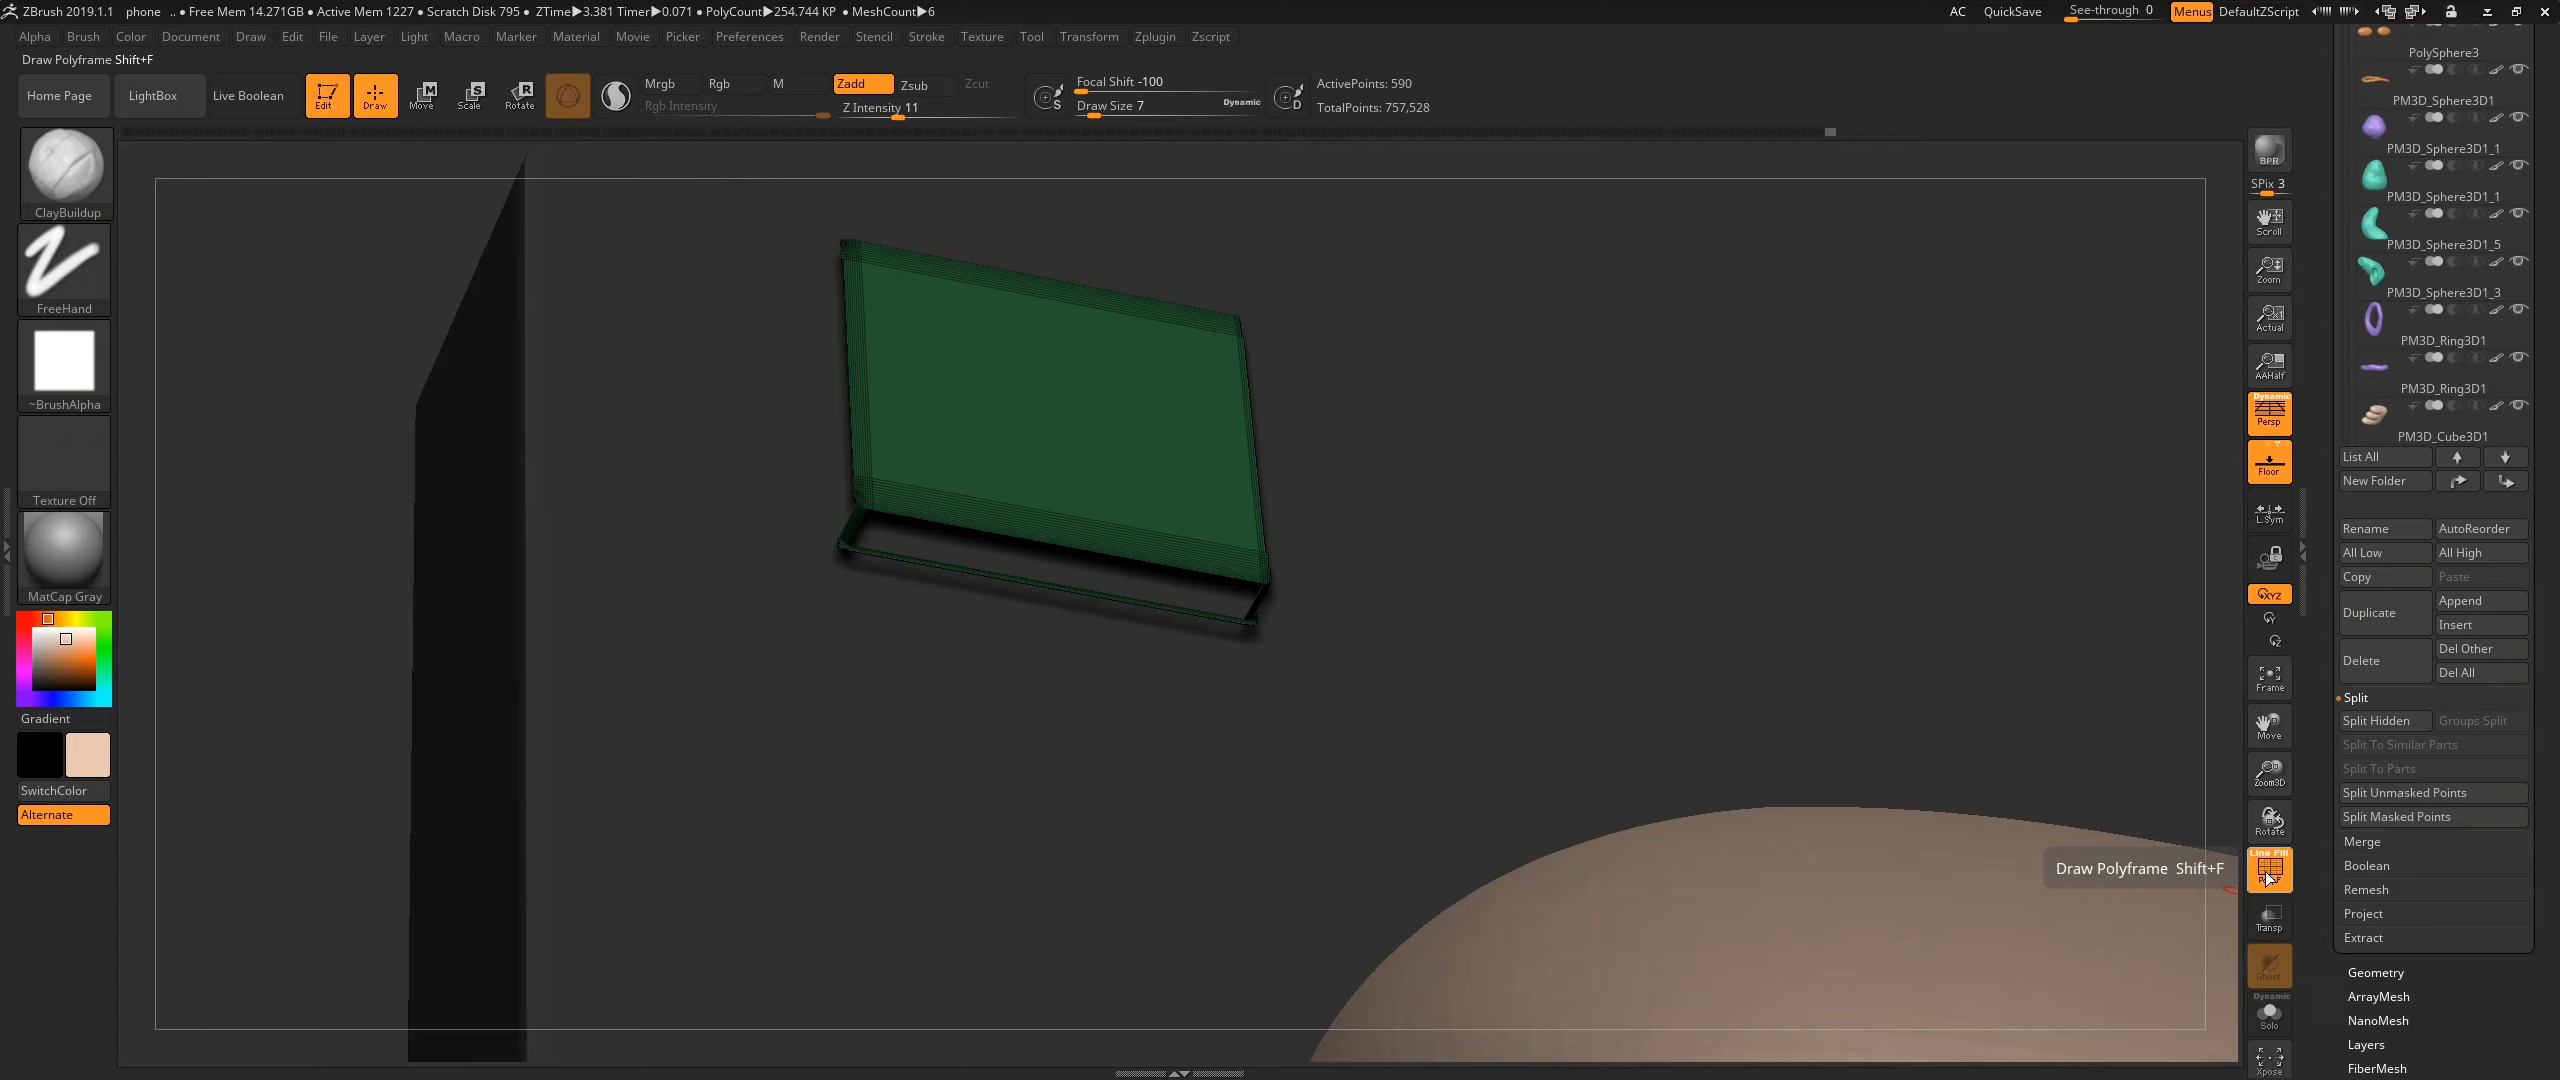 ZBrush 2019.1.1 phone .. ● Free Mem 14.271GB ● Active Mem 1227 ● Scratch Disk 795 ● ZTime▶3.381 Timer▶0.071 ● PolyCount▶254.744 KP ● MeshCount▶6 AC QuickSave See-through 0 Menus DefaultZScript
Alpha Brush Color Document Draw Edit File Layer Light Macro Marker Material Movie Picker Preferences Render Stencil Stroke Texture Tool Transform Zplugin Zscript
Draw Polyframe Shift+F
Home Page LightBox Live Boolean Edit Draw Move Scale Rotate
Mrgb Rgb M Zadd Zsub Zcut
Rgb Intensity Z Intensity 11
Focal Shift -100
Draw Size 7 Dynamic
ActivePoints: 590
TotalPoints: 757,528
ClayBuildup
FreeHand
~BrushAlpha
Texture Off
MatCap Gray
Gradient
SwitchColor
Alternate
Draw Polyframe Shift+F
BPR
SPix 3
Scroll
Zoom
Actual
AAHalf
Dynamic
Persp
Floor
L.Sym
XYZ
Frame
Move
Zoom3D
Rotate
Line Fill
Transp
Ghost
Dynamic
Solo
Xpose
PolySphere3
PM3D_Sphere3D1
PM3D_Sphere3D1_1
PM3D_Sphere3D1_1
PM3D_Sphere3D1_5
PM3D_Sphere3D1_3
PM3D_Ring3D1
PM3D_Ring3D1
PM3D_Cube3D1
List All
New Folder
Rename AutoReorder
All Low All High
Copy Paste
Duplicate Append
Insert
Delete Del Other
Del All
Split
Split Hidden Groups Split
Split To Similar Parts
Split To Parts
Split Unmasked Points
Split Masked Points
Merge
Boolean
Remesh
Project
Extract
Geometry
ArrayMesh
NanoMesh
Layers
FiberMesh